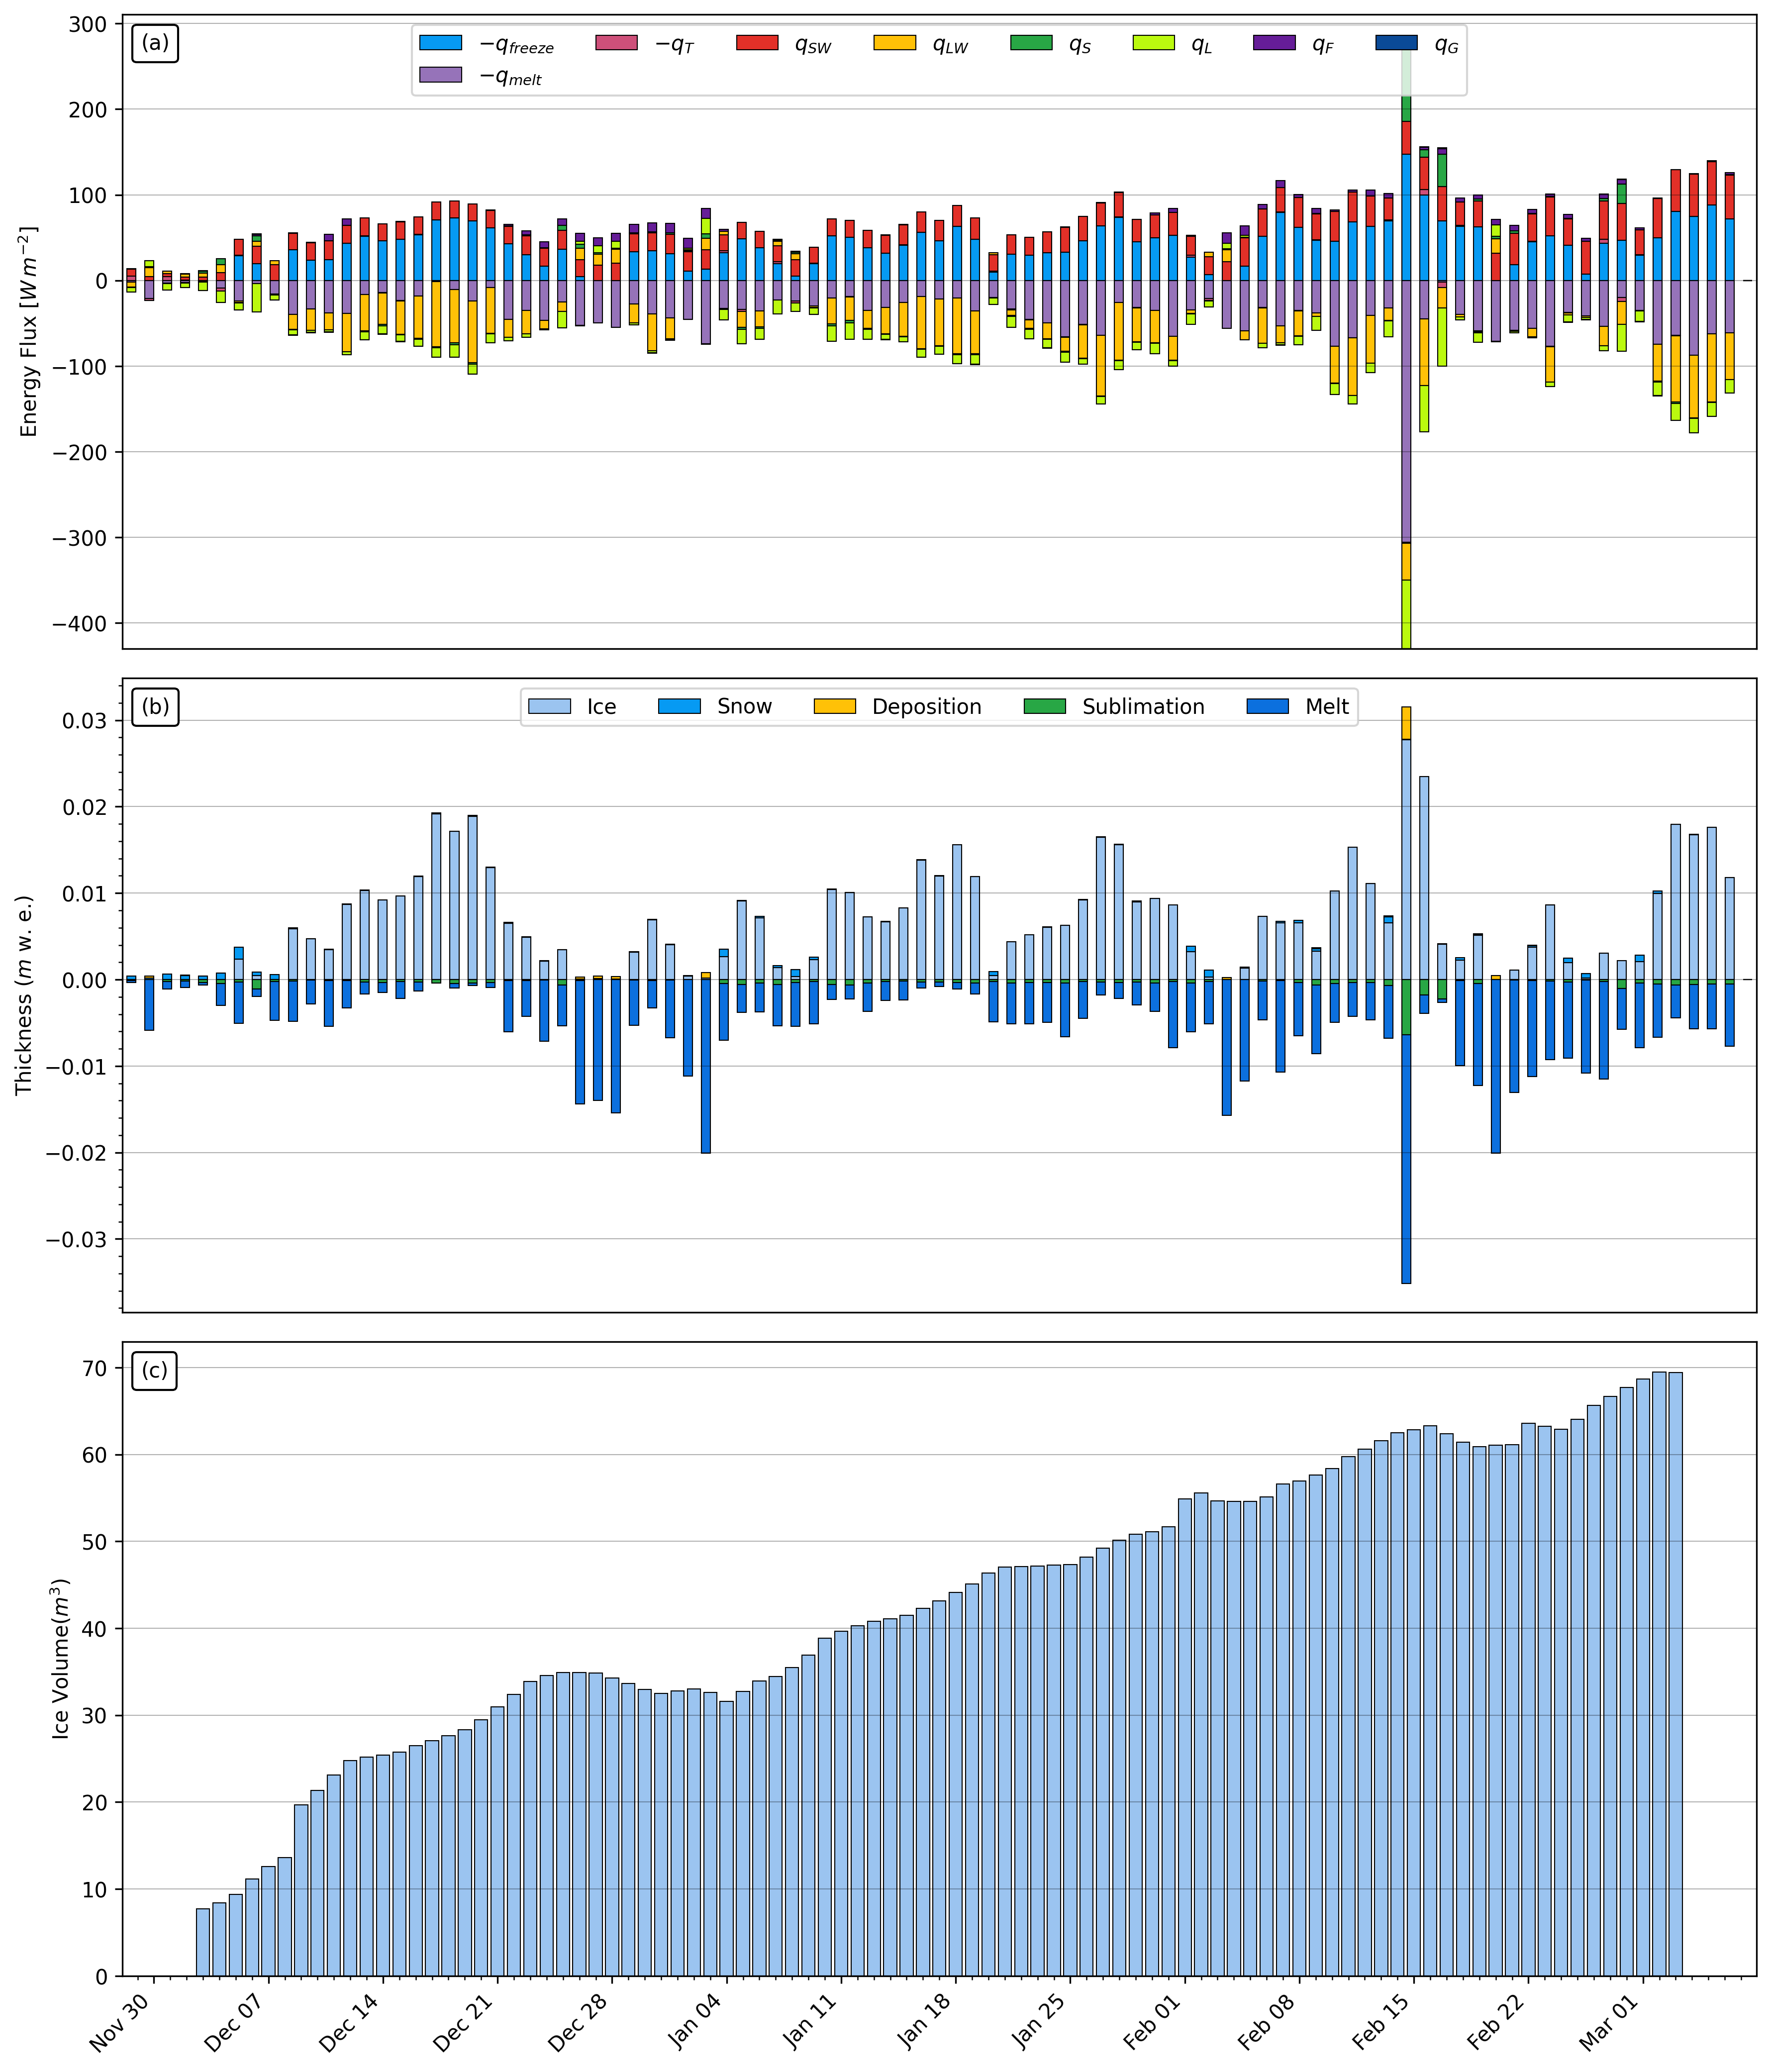 (a)
−q_freeze −q_T q_SW q_LW q_S q_L q_F q_G
−q_melt
Energy Flux [W m⁻²]
300
200
100
0
−100
−200
−300
−400
(b)
Ice Snow Deposition Sublimation Melt
Thickness (m w. e.)
0.03
0.02
0.01
0.00
−0.01
−0.02
−0.03
(c)
Ice Volume(m³)
70
60
50
40
30
20
10
0
Nov 30 Dec 07 Dec 14 Dec 21 Dec 28 Jan 04 Jan 11 Jan 18 Jan 25 Feb 01 Feb 08 Feb 15 Feb 22 Mar 01